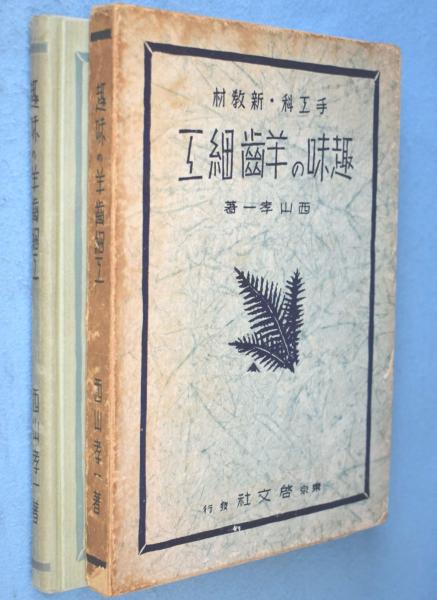 手工科・新教材
趣味の羊齒細工
西山孝一著
東京 啓文社 發行
趣味の羊齒細工 西山孝一著
趣味の羊齒細工 西山孝一著